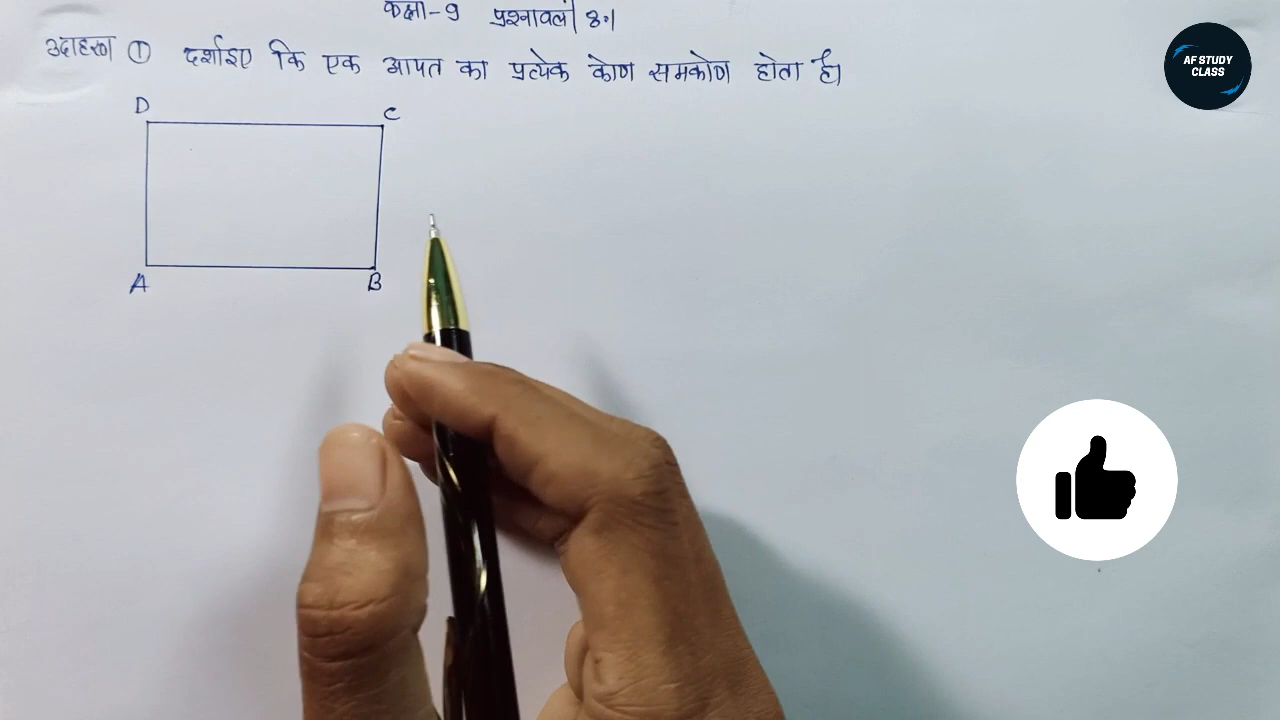 कक्षा-9 प्रश्नावली 8.1
उदाहरण ① दर्शाइए कि एक आयत का प्रत्येक कोण समकोण होता है।
D
C
A
B
AF STUDY
CLASS